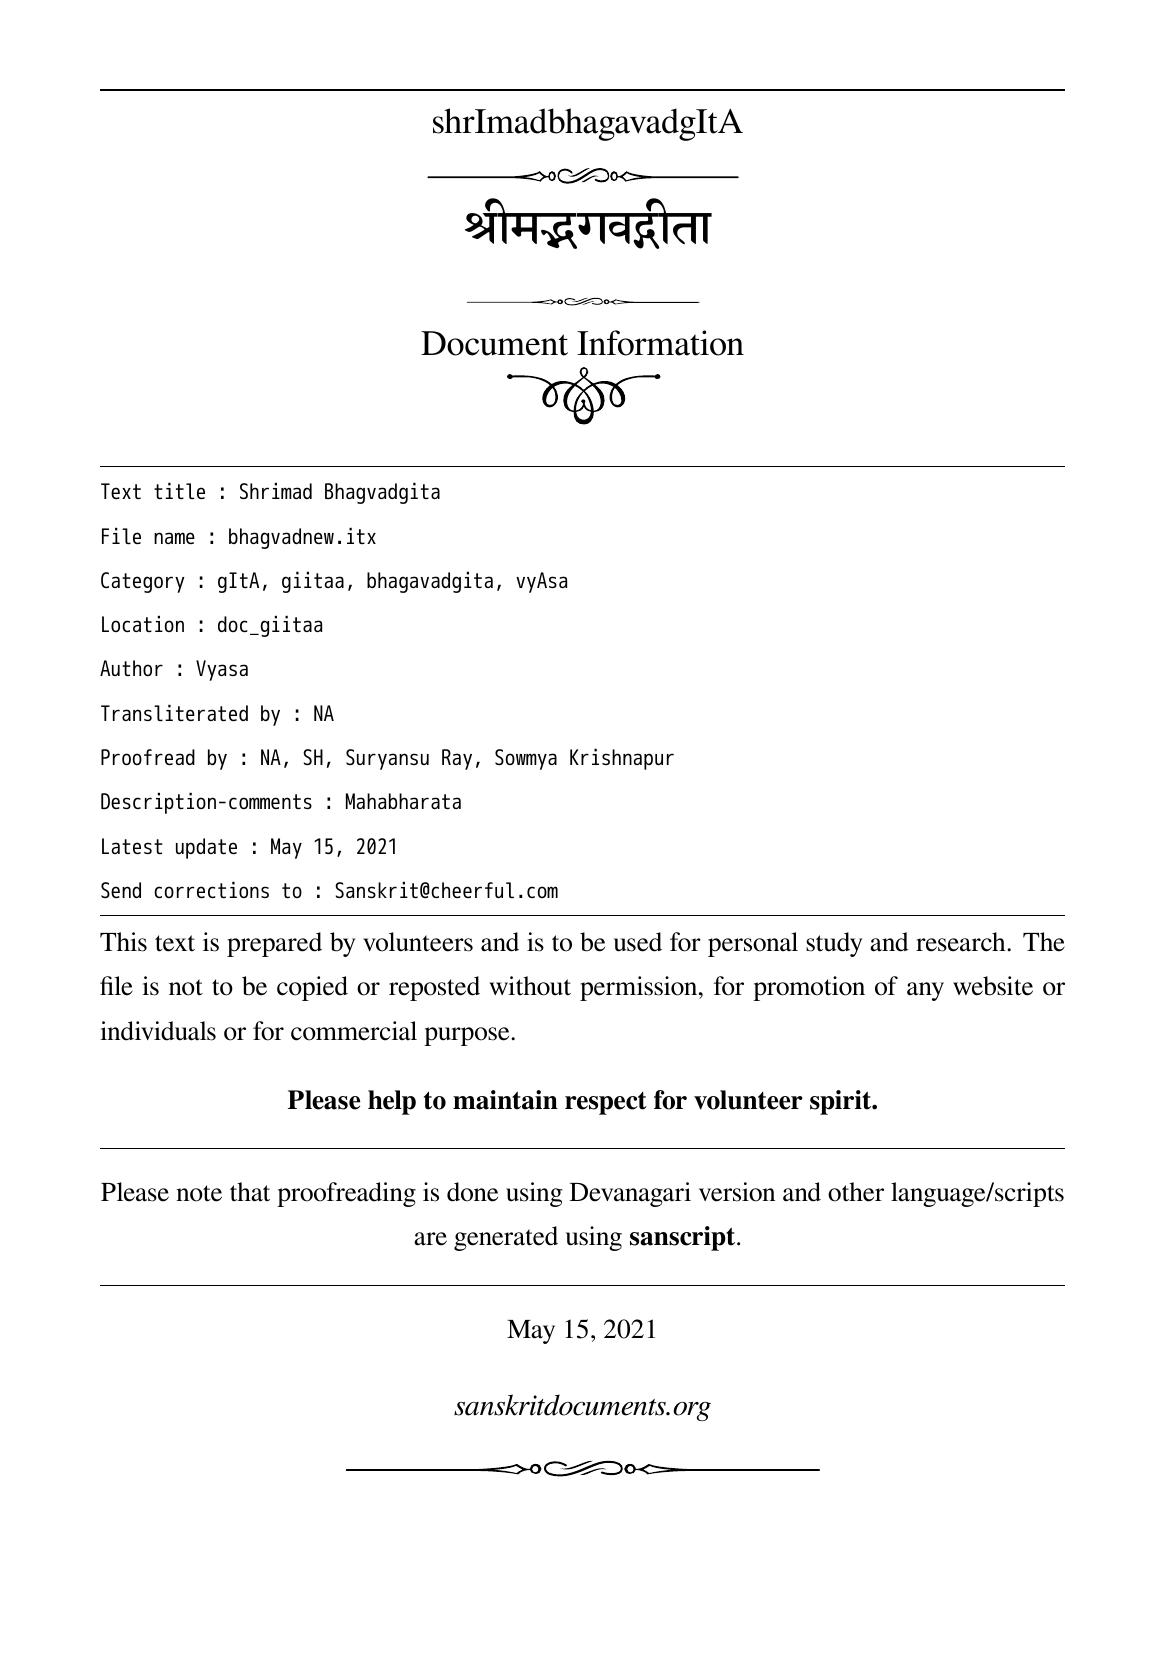 shrImadbhagavadgItA
श्रीमद्भगवद्गीता
Document Information
Text title : Shrimad Bhagvadgita
File name : bhagvadnew.itx
Category : gItA, giitaa, bhagavadgita, vyAsa
Location : doc_giitaa
Author : Vyasa
Transliterated by : NA
Proofread by : NA, SH, Suryansu Ray, Sowmya Krishnapur
Description-comments : Mahabharata
Latest update : May 15, 2021
Send corrections to : Sanskrit@cheerful.com
This text is prepared by volunteers and is to be used for personal study and research. The
file is not to be copied or reposted without permission, for promotion of any website or
individuals or for commercial purpose.
Please help to maintain respect for volunteer spirit.
Please note that proofreading is done using Devanagari version and other language/scripts
are generated using sanscript.
May 15, 2021
sanskritdocuments.org